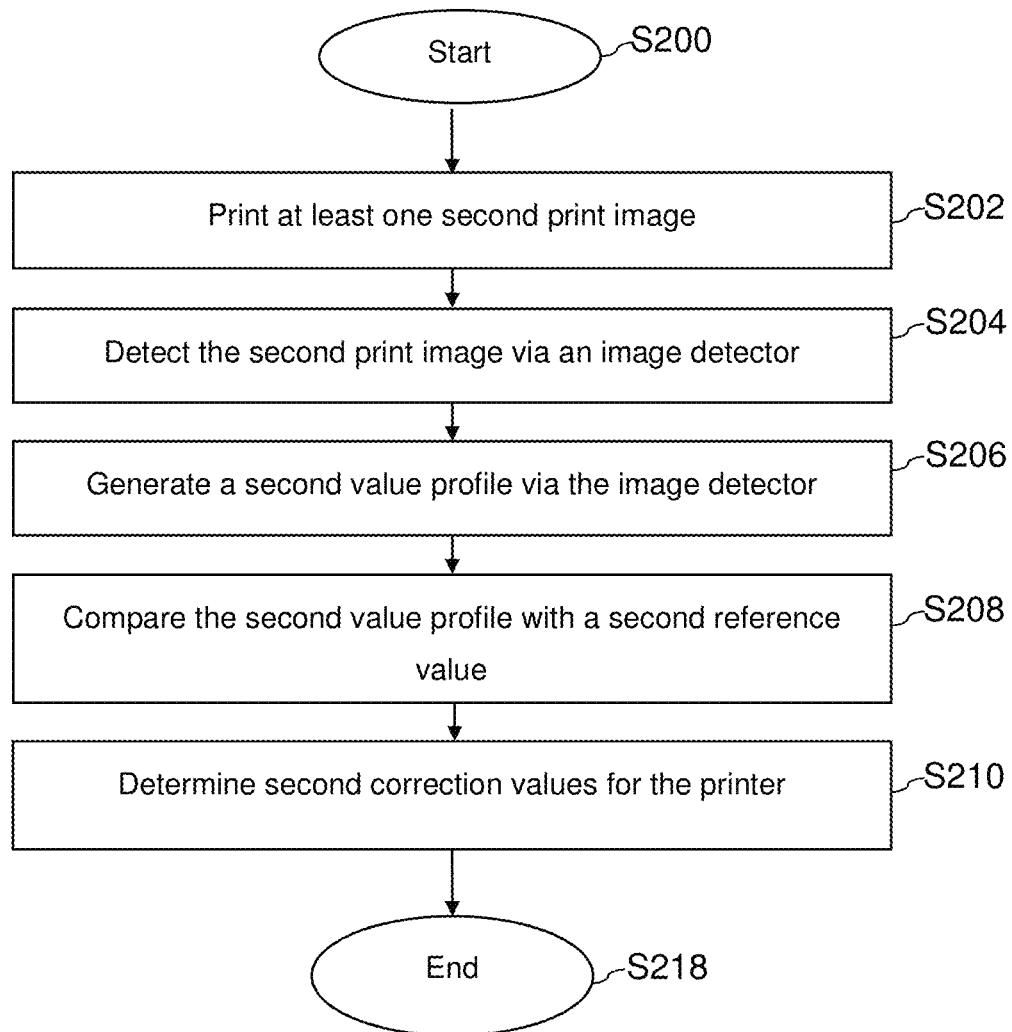 Start
S200
Print at least one second print image
S202
Detect the second print image via an image detector
S204
Generate a second value profile via the image detector
S206
Compare the second value profile with a second reference
value
S208
Determine second correction values for the printer
S210
End
S218